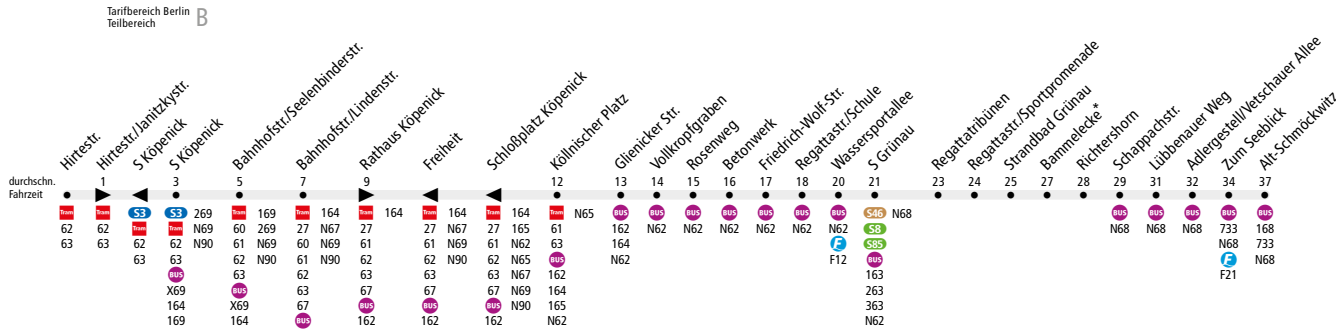 Tarifbereich Berlin
Teilbereich B
Hirtestr.
Hirtestr./Janitzkystr.
S Köpenick
S Köpenick
Bahnhofstr./Seelenbinderstr.
Bahnhofstr./Lindenstr.
Rathaus Köpenick
Freiheit
Schloßplatz Köpenick
Köllnischer Platz
Glienicker Str.
Vollkropfgraben
Rosenweg
Betonwerk
Friedrich-Wolf-Str.
Regattastr./Schule
Wassersportallee
S Grünau
Regattatribünen
Regattastr./Sportpromenade
Strandbad Grünau
Bammelecke*
Richtershorn
Schappachstr.
Lübbenauer Weg
Adlergestell/Vetschauer Allee
Zum Seeblick
Alt-Schmöckwitz
durchschn. 1 3 5 7 9 12 13 14 15 16 17 18 20 21 23 24 25 27 28 29 31 32 34 37
Fahrzeit
Tram Tram S3 S3 269 Tram 169 Tram 164 Tram 164 Tram 164 Tram 164 Tram N65 BUS BUS BUS BUS BUS BUS BUS S46 N68 BUS BUS BUS BUS BUS
62 62 Tram Tram N69 60 269 27 N67 27 27 N67 27 165 61 162 N62 N62 N62 N62 N62 N62 S8 N68 N68 N68 733 168
63 63 62 62 N90 61 N69 60 N69 61 61 N69 61 N62 63 164 F S85 N68 733
63 63 62 N90 61 N90 62 62 N90 62 N65 BUS N62 F12 BUS F N68
BUS 63 62 63 63 63 N67 162 163 F21
X69 BUS 63 67 67 67 N69 164 263
164 X69 67 BUS BUS BUS N90 165 363
169 164 BUS 162 162 162 N62 N62